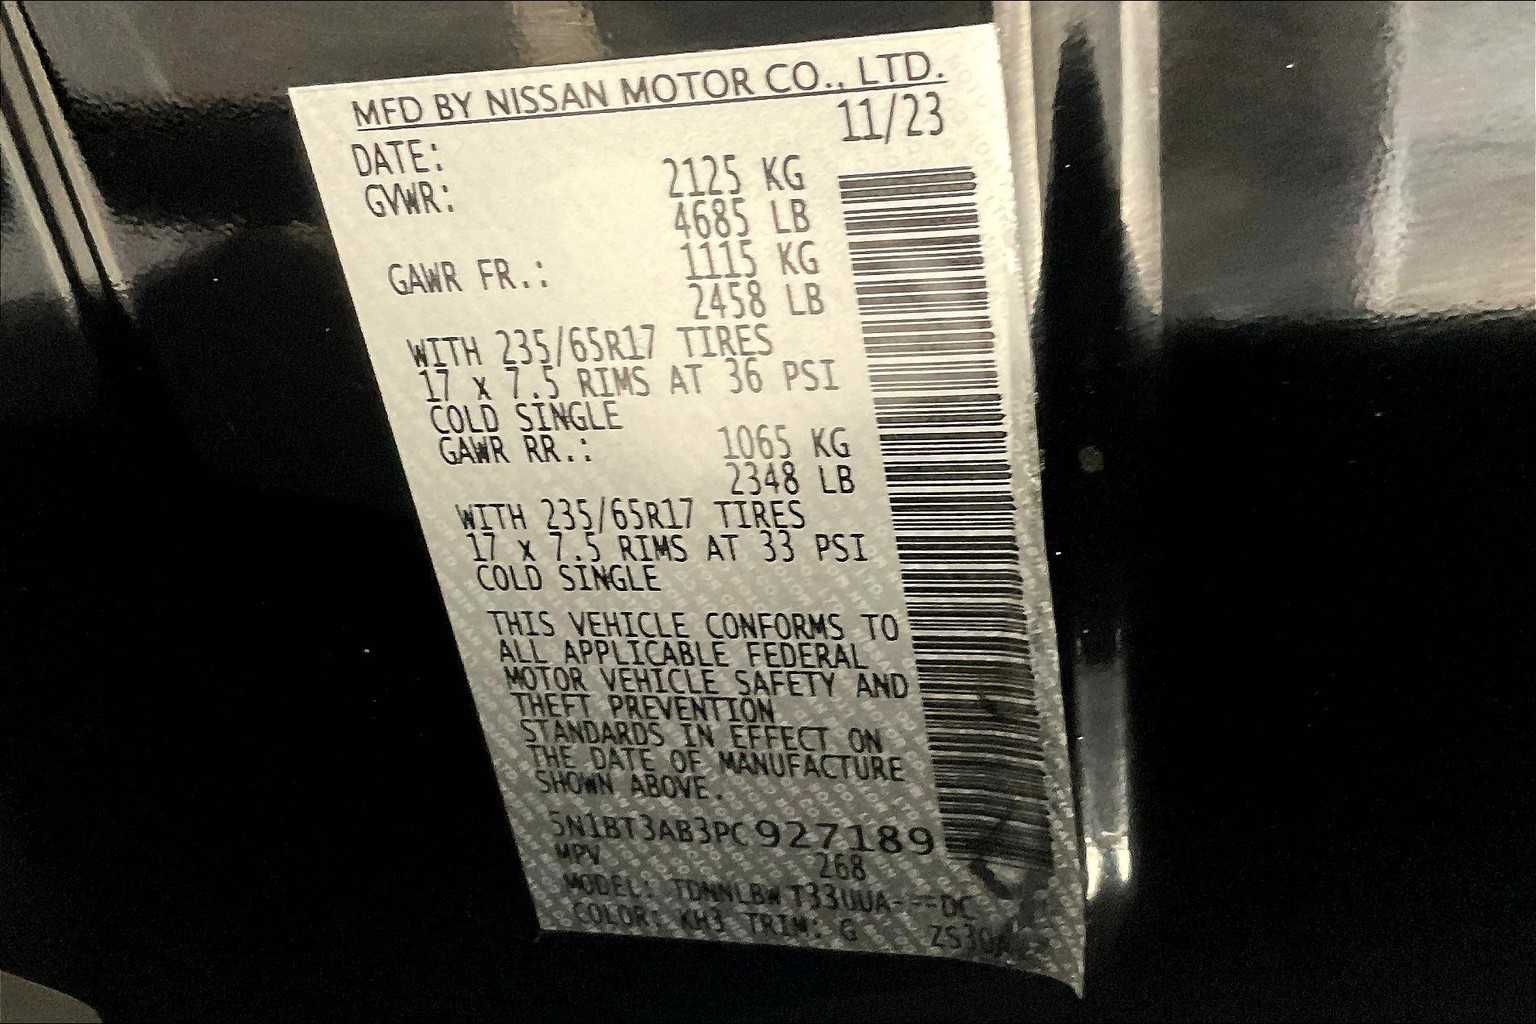 MFD BY NISSAN MOTOR CO., LTD.
DATE: 11/23
GVWR: 2125 KG
4685 LB
GAWR FR.: 1115 KG
2458 LB
WITH 235/65R17 TIRES
17 x 7.5 RIMS AT 36 PSI
COLD SINGLE
GAWR RR.: 1065 KG
2348 LB
WITH 235/65R17 TIRES
17 x 7.5 RIMS AT 33 PSI
COLD SINGLE
THIS VEHICLE CONFORMS TO
ALL APPLICABLE FEDERAL
MOTOR VEHICLE SAFETY AND
THEFT PREVENTION
STANDARDS IN EFFECT ON
THE DATE OF MANUFACTURE
SHOWN ABOVE.
5N1BT3AB3PC927189
MPV 268
MODEL: TDNNLBW T33UUA---DC
COLOR: KH3 TRIM: G